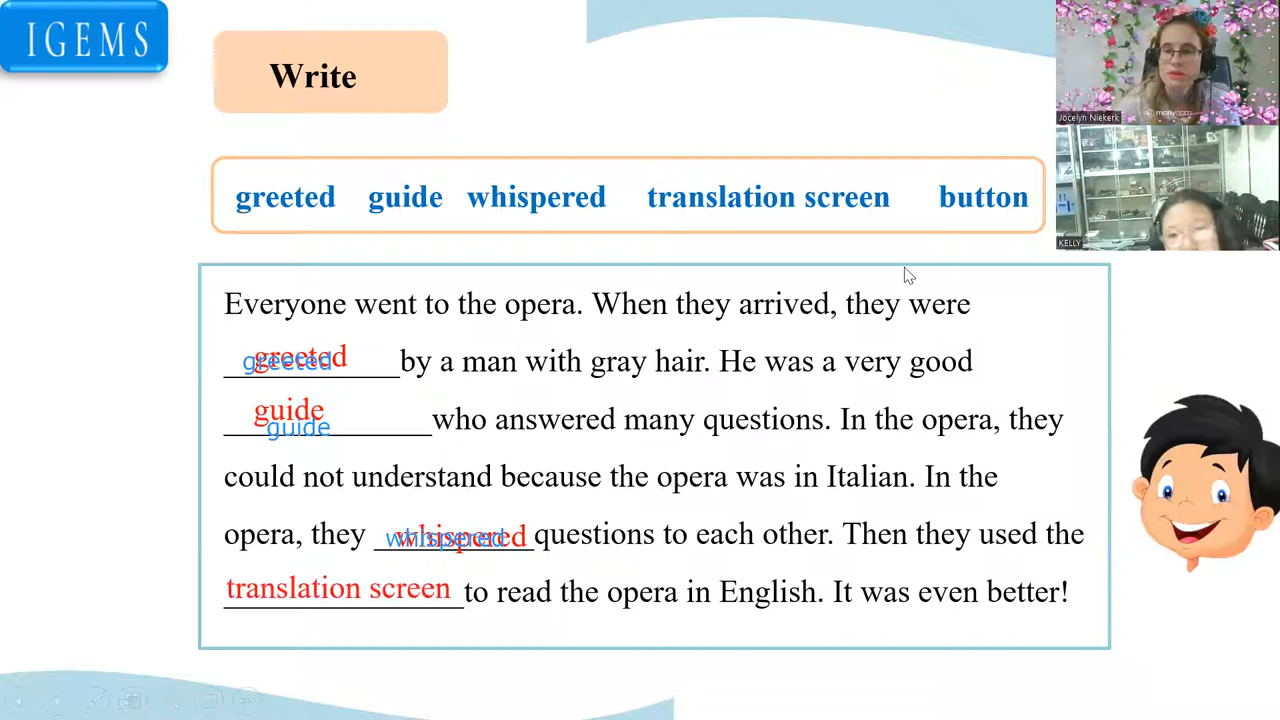 IGEMS
Write
greeted guide whispered translation screen button
Everyone went to the opera. When they arrived, they were
greeted greeted by a man with gray hair. He was a very good
guide guide who answered many questions. In the opera, they
could not understand because the opera was in Italian. In the
opera, they whispered whispered questions to each other. Then they used the
translation screen to read the opera in English. It was even better!
Jocelyn Niekerk
manycam
KELLY